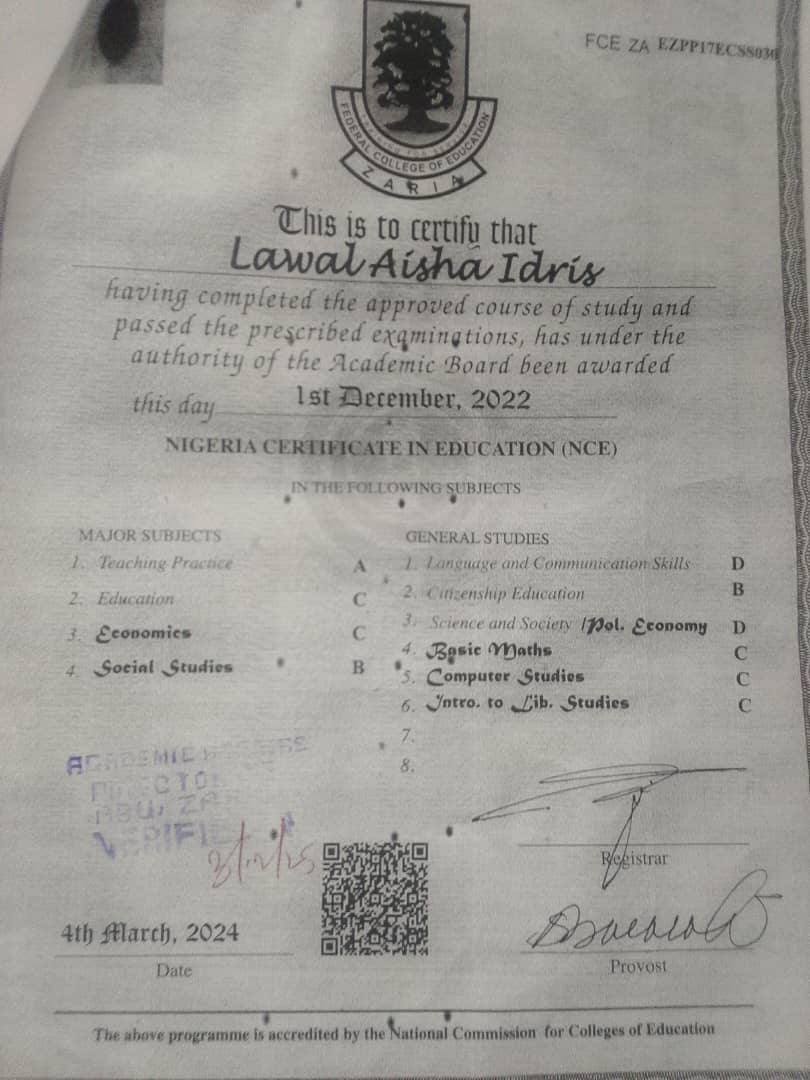 FCE ZA EZPP17ECSS030
FEDERAL COLLEGE OF EDUCATION
ZARIA
This is to certify that
Lawal Aisha Idris
having completed the approved course of study and
passed the prescribed examinations, has under the
authority of the Academic Board been awarded
this day 1st December, 2022
NIGERIA CERTIFICATE IN EDUCATION (NCE)
IN THE FOLLOWING SUBJECTS
MAJOR SUBJECTS
1. Teaching Practice A
2. Education C
3. Economics C
4. Social Studies B
GENERAL STUDIES
1. Language and Communication Skills D
2. Citizenship Education B
3. Science and Society /Pol. Economy D
4. Basic Maths C
5. Computer Studies C
6. Intro. to Lib. Studies C
7.
8.
ACADEMIC
ABU, ZA
Registrar
4th March, 2024
Date
Provost
The above programme is accredited by the National Commission for Colleges of Education